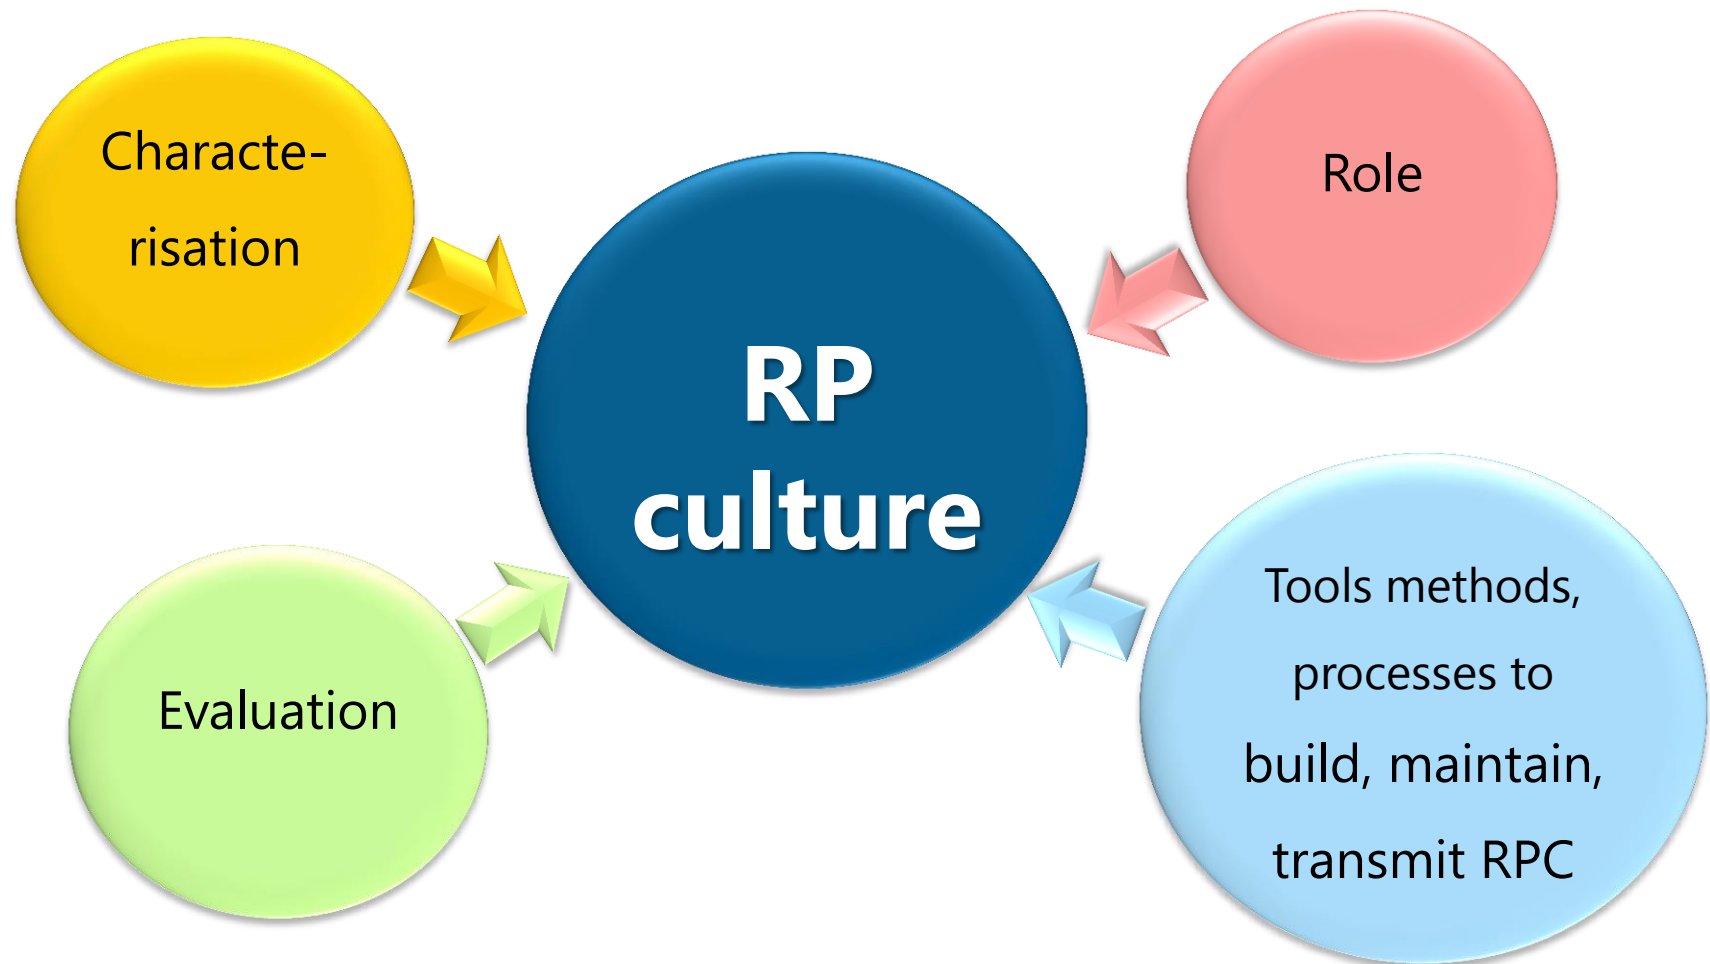 Characte-
risation
Role
RP
culture
Evaluation
Tools methods,
processes to
build, maintain,
transmit RPC